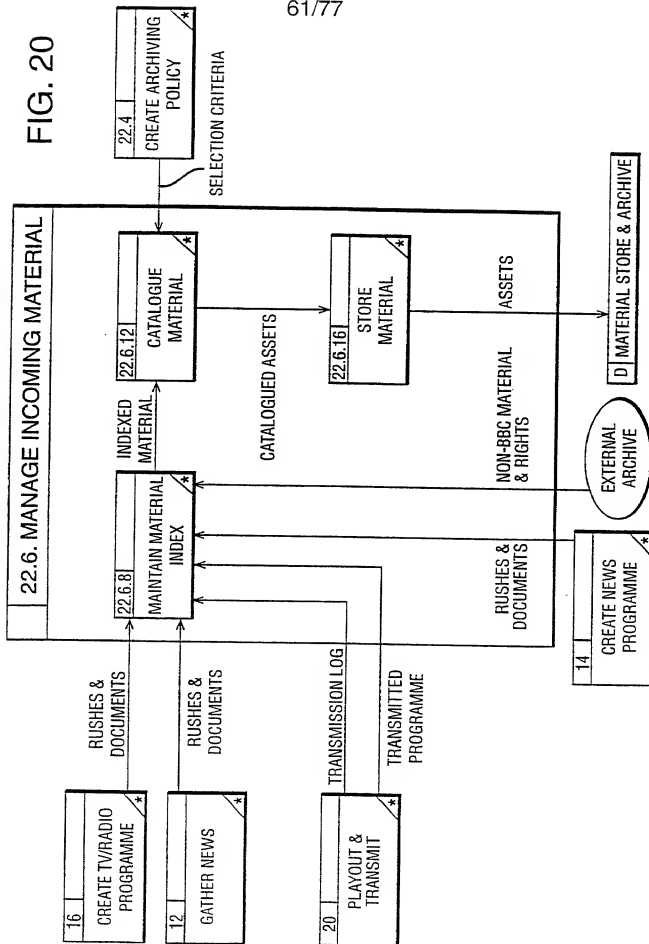 61/77
FIG. 20
22.6. MANAGE INCOMING MATERIAL
16
CREATE TV/RADIO
PROGRAMME
*
RUSHES &
DOCUMENTS
12
GATHER NEWS
*
RUSHES &
DOCUMENTS
20
PLAYOUT &
TRANSMIT
*
TRANSMISSION LOG
TRANSMITTED
PROGRAMME
22.6.8
MAINTAIN MATERIAL
INDEX
*
INDEXED
MATERIAL
22.6.12
CATALOGUE
MATERIAL
*
22.4
CREATE ARCHIVING
POLICY
SELECTION CRITERIA
CATALOGUED ASSETS
22.6.16
STORE
MATERIAL
*
ASSETS
NON-BBC MATERIAL
& RIGHTS
RUSHES &
DOCUMENTS
14
CREATE NEWS
PROGRAMME
*
EXTERNAL
ARCHIVE
D MATERIAL STORE & ARCHIVE